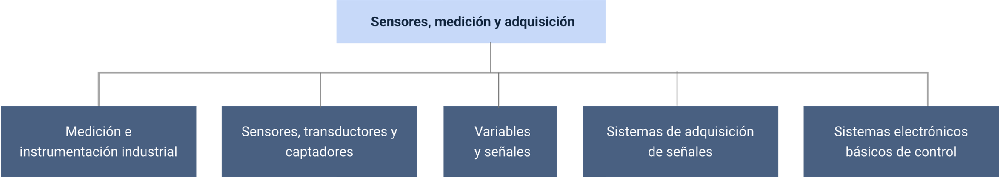 Sensores, medición y adquisición
Medición e
instrumentación industrial
Sensores, transductores y
captadores
Variables
y señales
Sistemas de adquisición
de señales
Sistemas electrónicos
básicos de control